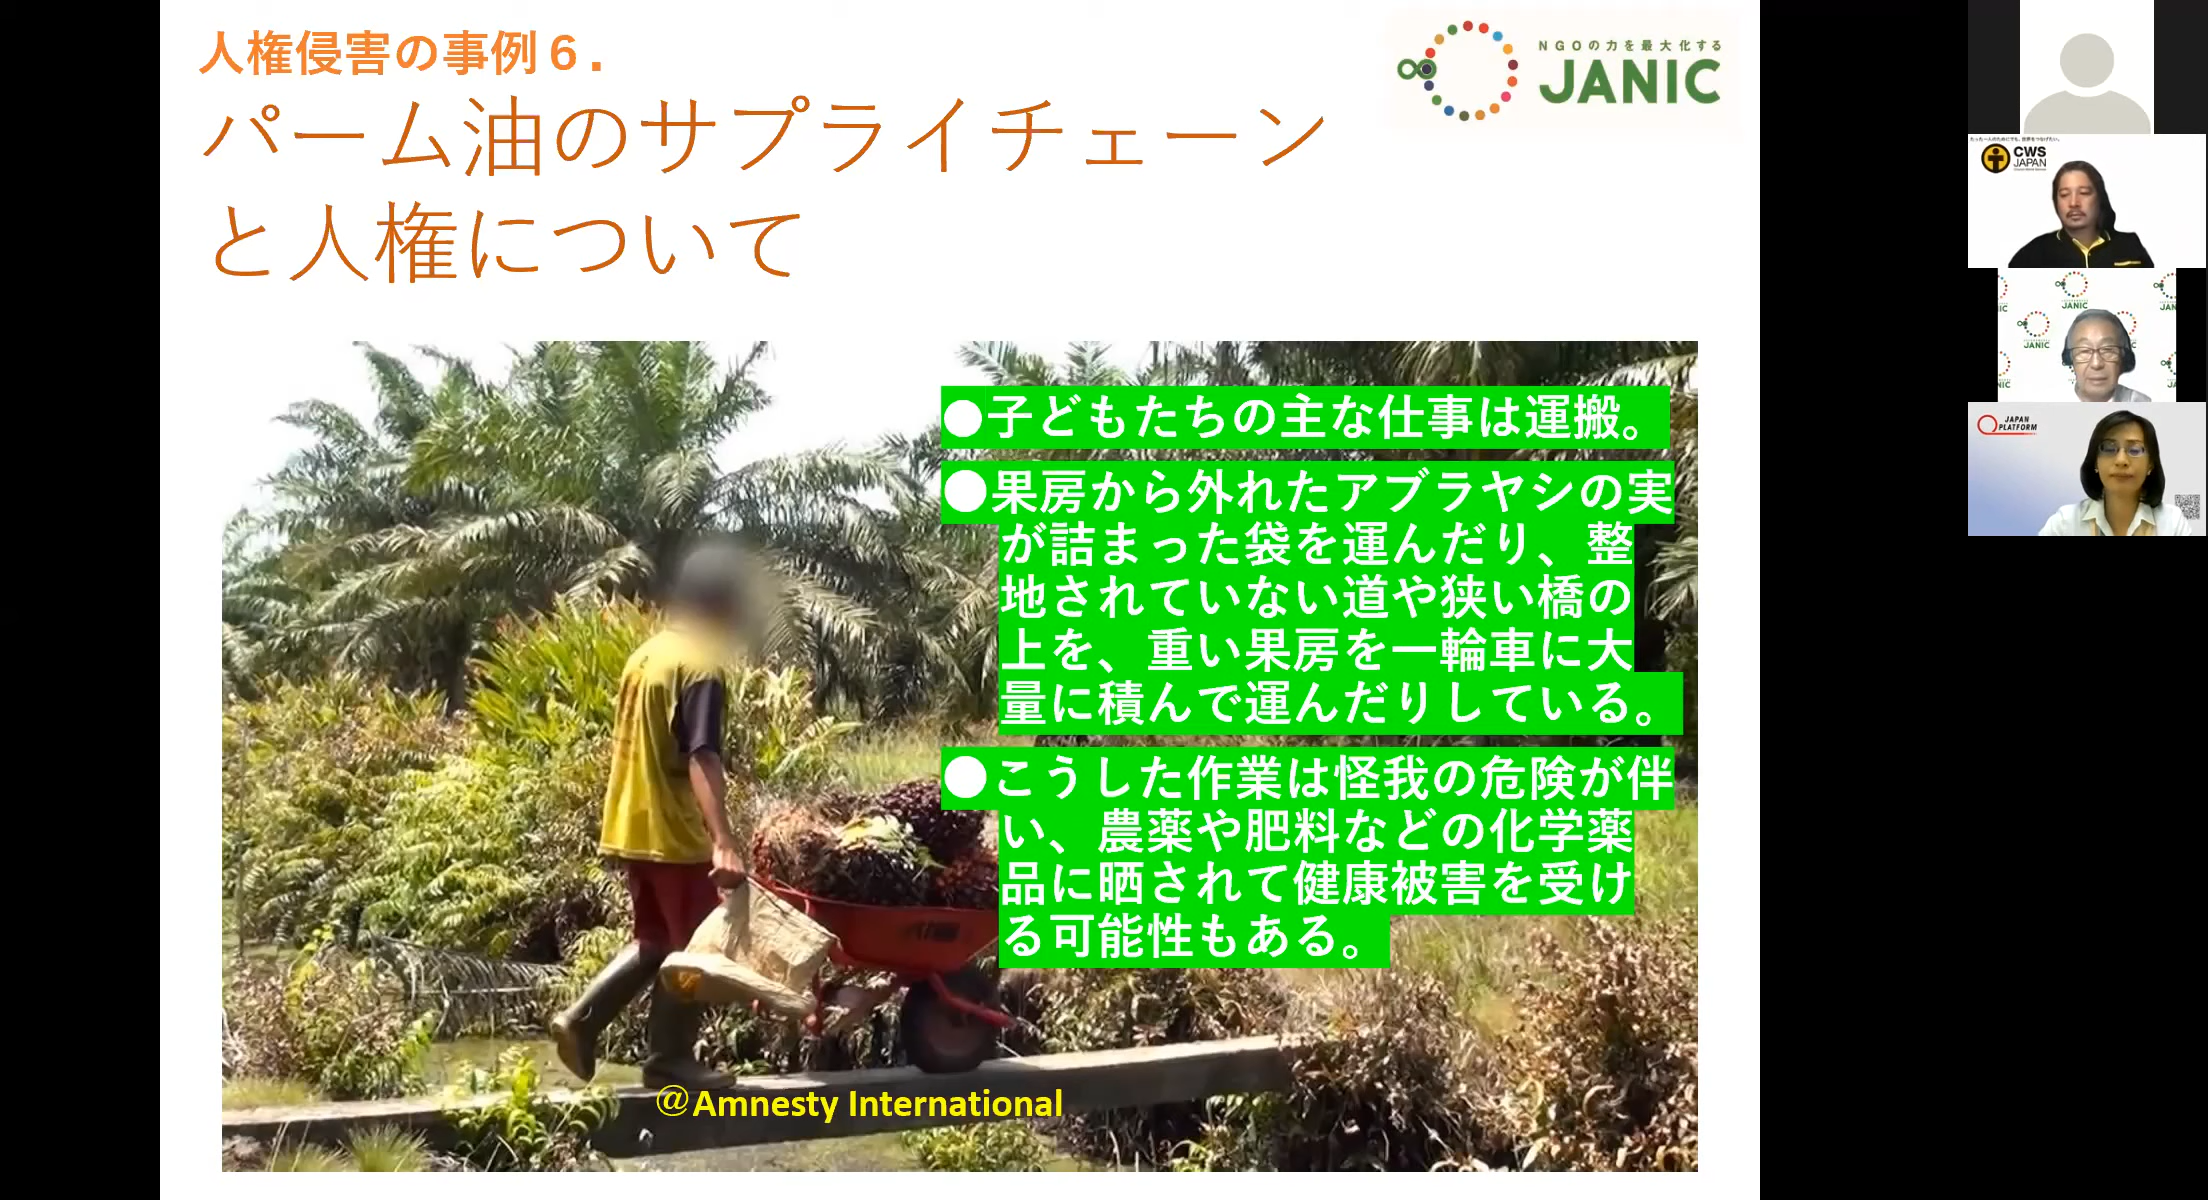 人権侵害の事例６.
NGOの力を最大化する
JANIC
パーム油のサプライチェーン
と人権について
●子どもたちの主な仕事は運搬。
●果房から外れたアブラヤシの実
が詰まった袋を運んだり、整
地されていない道や狭い橋の
上を、重い果房を一輪車に大
量に積んで運んだりしている。
●こうした作業は怪我の危険が伴
い、農薬や肥料などの化学薬
品に晒されて健康被害を受け
る可能性もある。
@Amnesty International
CWS
JAPAN
JANIC
JANIC
JAPAN
PLATFORM